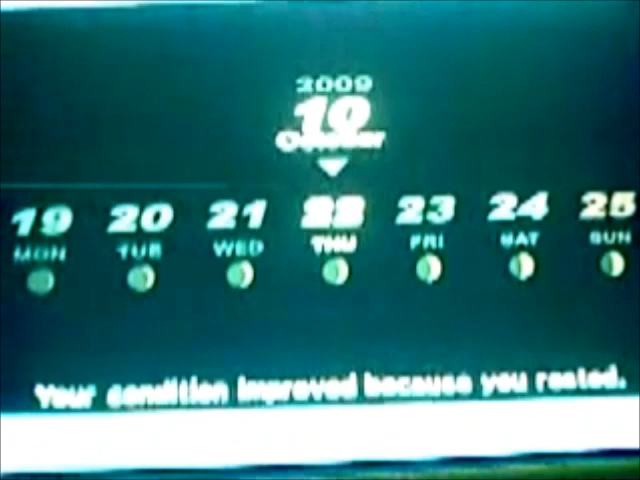 2009
10
October
19 20 21 22 23 24 25
MON TUE WED THU FRI SAT SUN
Your condition improved because you rested.